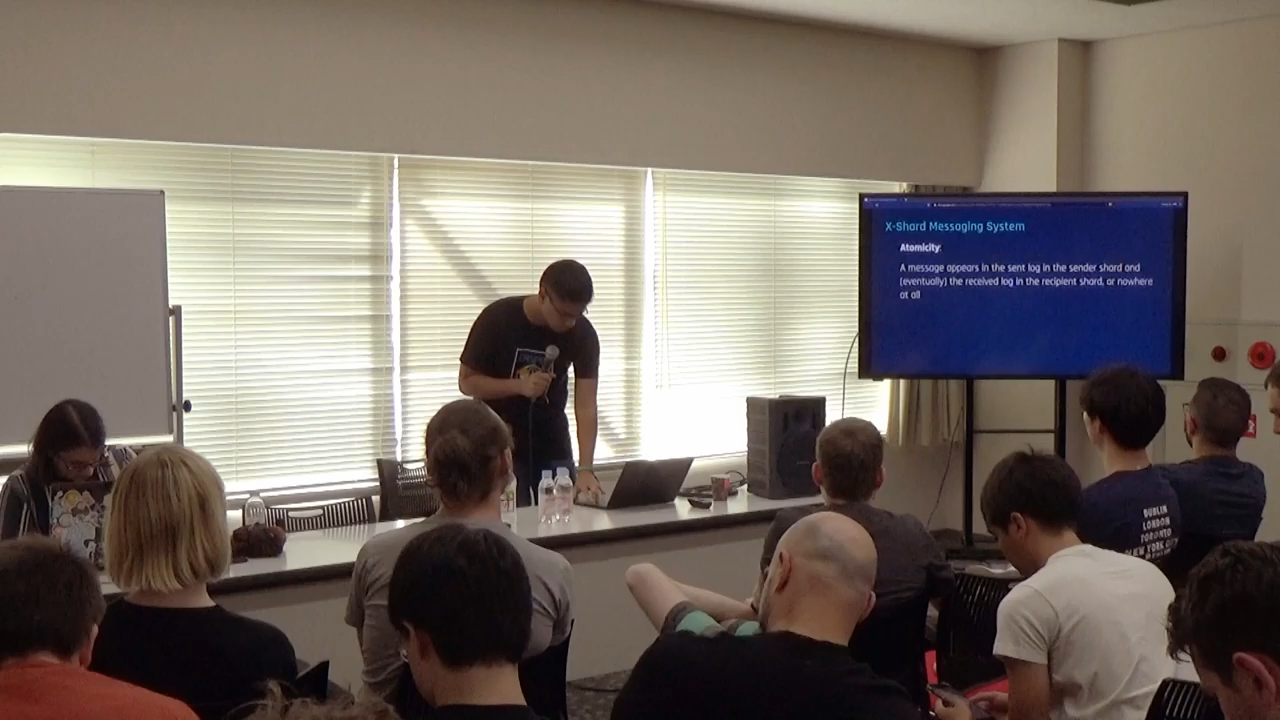 X-Shard Messaging System
Atomicity:
A message appears in the sent log in the sender shard and
(eventually) the received log in the recipient shard, or nowhere
at all
DUBLIN
LONDON
TORONTO
NEW YORK CITY